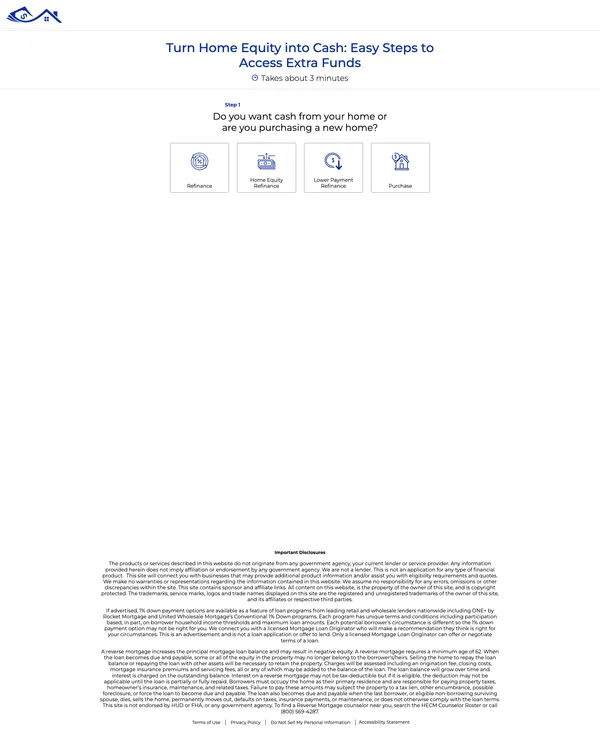 Turn Home Equity into Cash: Easy Steps to
Access Extra Funds
Takes about 3 minutes
Step 1
Do you want cash from your home or
are you purchasing a new home?
Refinance
Home Equity
Refinance
Lower Payment
Refinance
Purchase
Important Disclosures
The products or services described in this website do not originate from any government agency, your current lender or service provider. Any information
provided herein does not imply affiliation or endorsement by any government agency. We are not a lender. This is not an application for any type of financial
product. This site will connect you with businesses that may provide additional product information and/or assist you with eligibility requirements and quotes.
We make no warranties or representations regarding the information contained in this website. We assume no responsibility for any errors, omissions or other
discrepancies within the site. This site contains sponsor and affiliate links. All content on this website, is the property of the owner of this site, and is copyright
protected. The trademarks, service marks, logos and trade names displayed on this site are the registered and unregistered trademarks of the owner of this site,
and its affiliates or respective third parties.
If advertised, 1% down payment options are available as a feature of loan programs from leading retail and wholesale lenders nationwide including ONE+ by
Rocket Mortgage and United Wholesale Mortgage's Conventional 1% Down programs. Each program has unique terms and conditions including participation
based, in part, on borrower household income thresholds and maximum loan amounts. Each potential borrower's circumstance is different so the 1% down
payment option may not be right for you. We connect you with a licensed Mortgage Loan Originator who will make a recommendation they think is right for
your circumstances. This is an advertisement and is not a loan application or offer to lend. Only a licensed Mortgage Loan Originator can offer or negotiate
terms of a loan.
A reverse mortgage increases the principal mortgage loan balance and may result in negative equity. A reverse mortgage requires a minimum age of 62. When
the loan becomes due and payable, some or all of the equity in the property may no longer belong to the borrower's/heirs. Selling the home to repay the loan
balance or repaying the loan with other assets will be necessary to retain the property. Charges will be assessed including an origination fee, closing costs,
mortgage insurance premiums and servicing fees, all or any of which may be added to the balance of the loan. The loan balance will grow over time and
interest is charged on the outstanding balance. Interest on a reverse mortgage may not be tax-deductible but if it is eligible, the deduction may not be
applicable until the loan is partially or fully repaid. Borrowers must occupy the home as their primary residence and are responsible for paying property taxes,
homeowner's insurance, maintenance, and related taxes. Failure to pay these amounts may subject the property to a tax lien, other encumbrance, possible
foreclosure, or force the loan to become due and payable. The loan also becomes due and payable when the last borrower, or eligible non-borrowing surviving
spouse, dies, sells the home, permanently moves out, defaults on taxes, insurance payments, or maintenance, or does not otherwise comply with the loan terms.
This site is not endorsed by HUD or FHA, or any government agency. To find a Reverse Mortgage counselor near you, search the HECM Counselor Roster or call
(800) 569-4287.
Terms of Use | Privacy Policy | Do Not Sell My Personal Information | Accessibility Statement